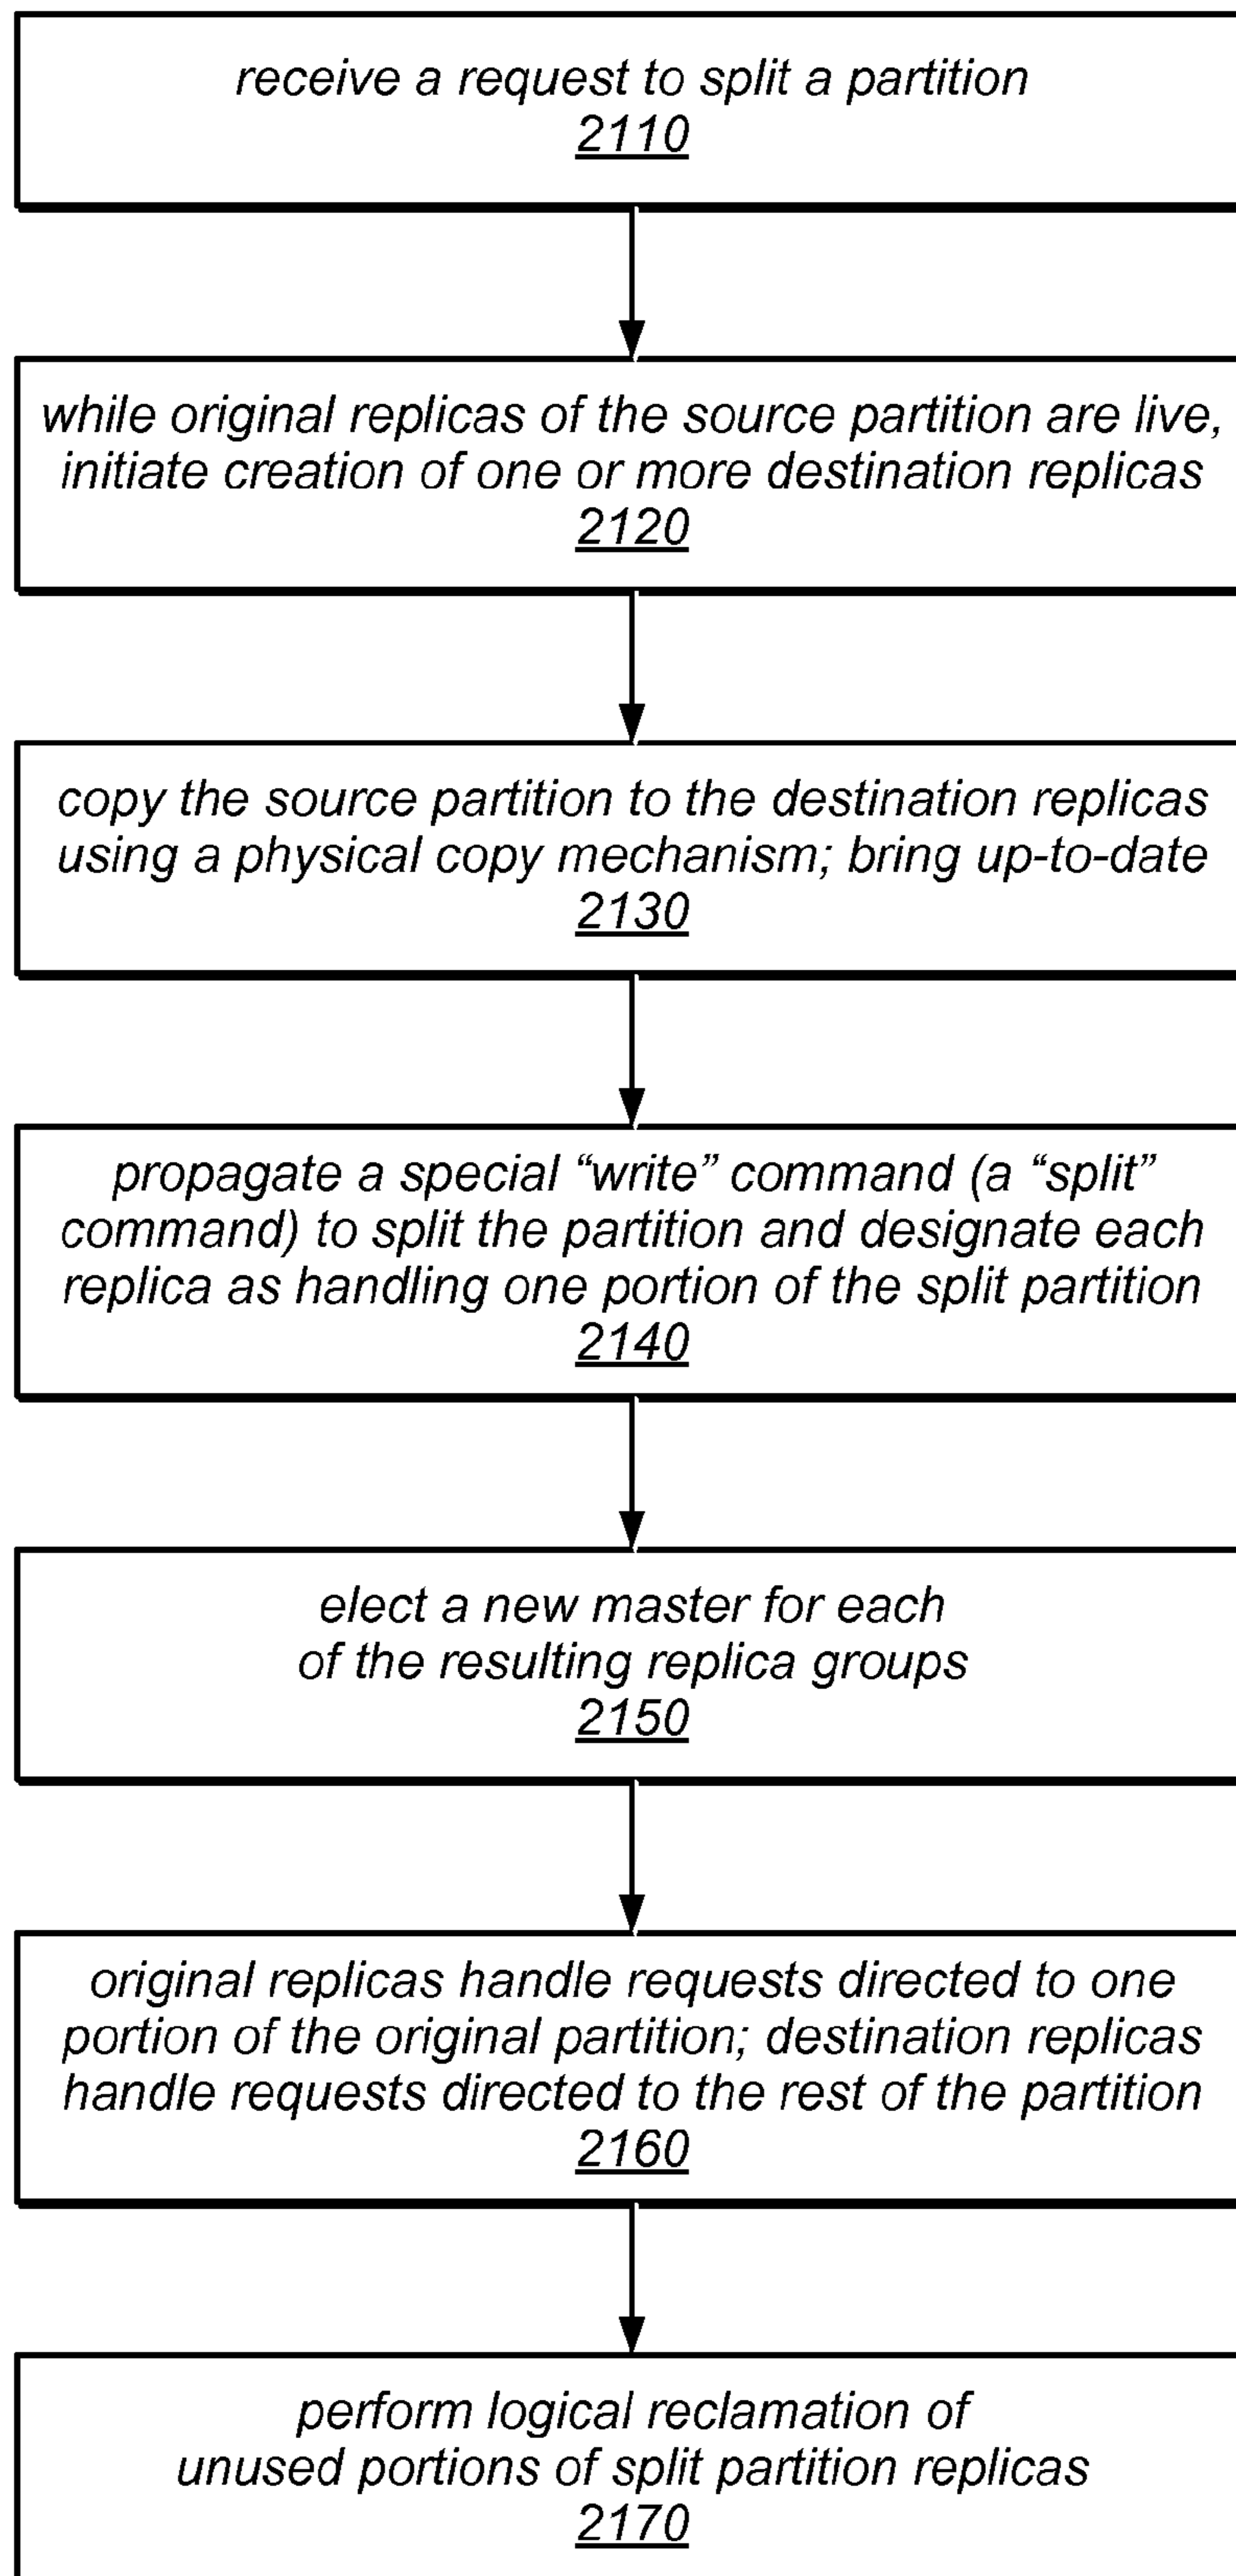 receive a request to split a partition
2110
while original replicas of the source partition are live,
initiate creation of one or more destination replicas
2120
copy the source partition to the destination replicas
using a physical copy mechanism; bring up-to-date
2130
propagate a special “write” command (a “split”
command) to split the partition and designate each
replica as handling one portion of the split partition
2140
elect a new master for each
of the resulting replica groups
2150
original replicas handle requests directed to one
portion of the original partition; destination replicas
handle requests directed to the rest of the partition
2160
perform logical reclamation of
unused portions of split partition replicas
2170